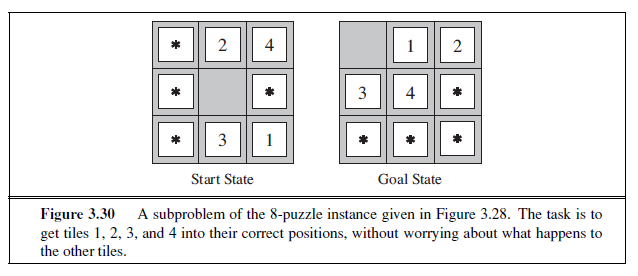 * 2 4
* *
* 3 1
Start State
1 2
3 4 *
* * *
Goal State
Figure 3.30 A subproblem of the 8-puzzle instance given in Figure 3.28. The task is to
get tiles 1, 2, 3, and 4 into their correct positions, without worrying about what happens to
the other tiles.